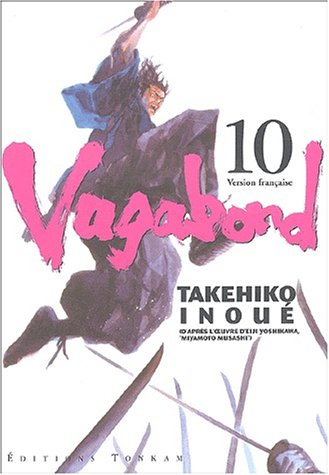 10
Version française
Vagabond
TAKEHIKO
INOUÉ
(D'APRÈS L'ŒUVRE D'EIJI YOSHIKAWA,
"MIYAMOTO MUSASHI")
ÉDITIONS TONKAM